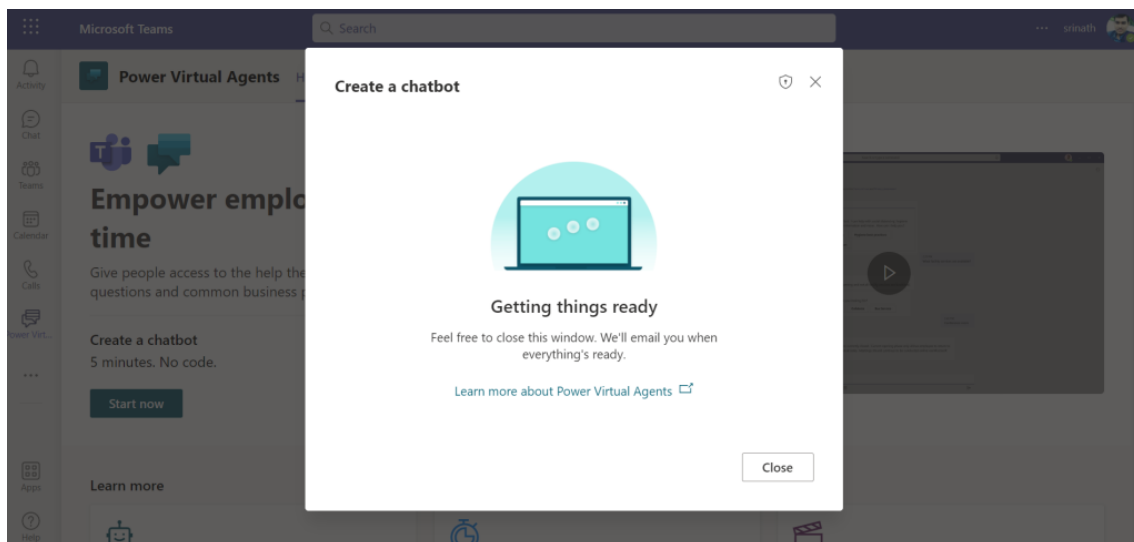 Microsoft Teams
Search
srinath
Activity
Chat
Teams
Calendar
Calls
Power Virt...
Apps
Help
Power Virtual Agents H
Empower emplo
time
Give people access to the help the
questions and common business p
Create a chatbot
5 minutes. No code.
Start now
Learn more
Create a chatbot
Getting things ready
Feel free to close this window. We'll email you when
everything's ready.
Learn more about Power Virtual Agents
Close